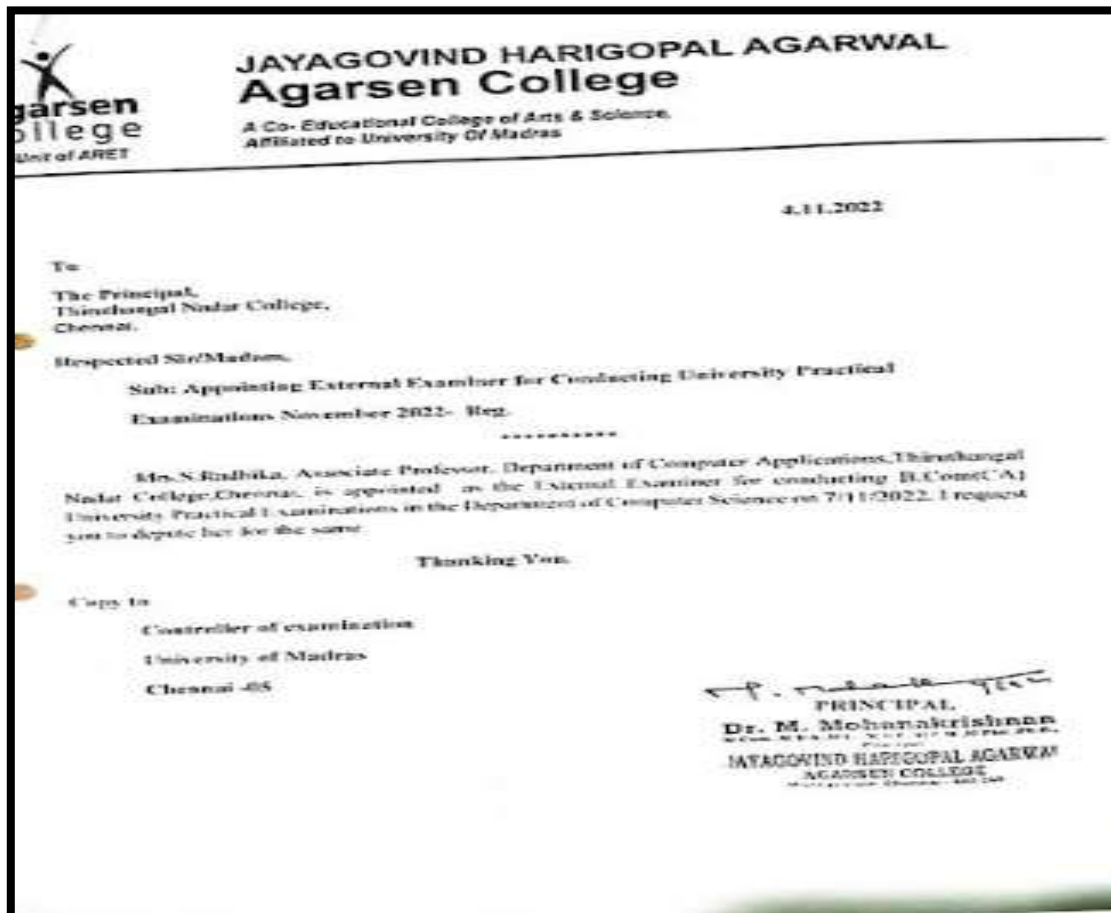 garsen
ollege
Unit of ARET
JAYAGOVIND HARIGOPAL AGARWAL
Agarsen College
A Co- Educational College of Arts & Science,
Affiliated to University Of Madras
4.11.2022
To
The Principal,
Thiruthangal Nadar College,
Chennai.
Respected Sir/Madam,
Sub: Appointing External Examiner for Conducting University Practical
Examinations November 2022- Reg.
**********
Mrs.S.Radhika, Associate Professor, Department of Computer Applications,Thiruthangal
Nadar College,Chennai, is appointed as the External Examiner for conducting B.Com(CA)
University Practical Examinations in the Department of Computer Science on 7/11/2022. I request
you to depute her for the same
Thanking You,
Copy to
Controller of examination
University of Madras
Chennai -05
PRINCIPAL
Dr. M. Mohanakrishnan
Principal
JAYAGOVIND HARIGOPAL AGARWAL
AGARSEN COLLEGE